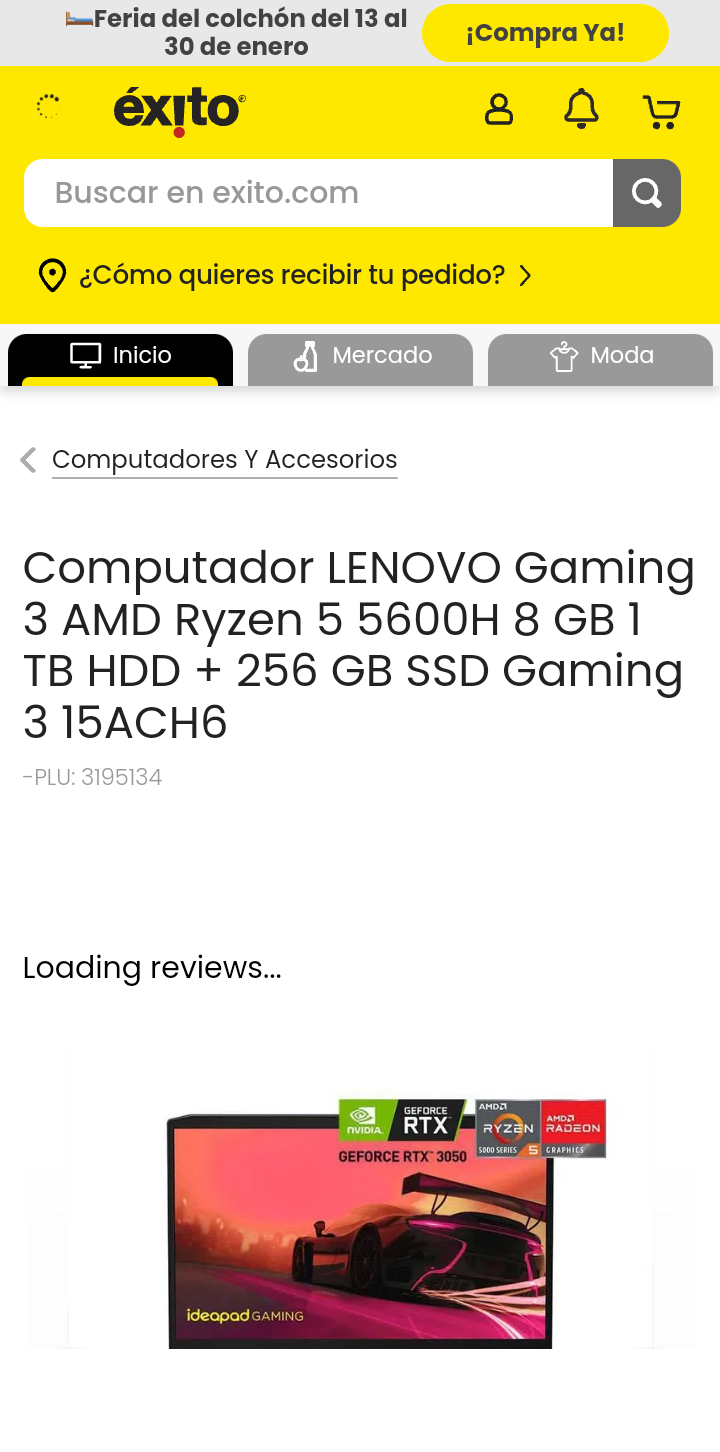 Feria del colchón del 13 al
30 de enero
¡Compra Ya!
éxito
Buscar en exito.com
¿Cómo quieres recibir tu pedido?
Inicio
Mercado
Moda
Computadores Y Accesorios
Computador LENOVO Gaming
3 AMD Ryzen 5 5600H 8 GB 1
TB HDD + 256 GB SSD Gaming
3 15ACH6
-PLU: 3195134
Loading reviews...
NVIDIA.
GEFORCE
RTX™
GEFORCE RTX™ 3050
AMD
RYZEN
5000 SERIES 5
AMD
RADEON
GRAPHICS
ideapad GAMING